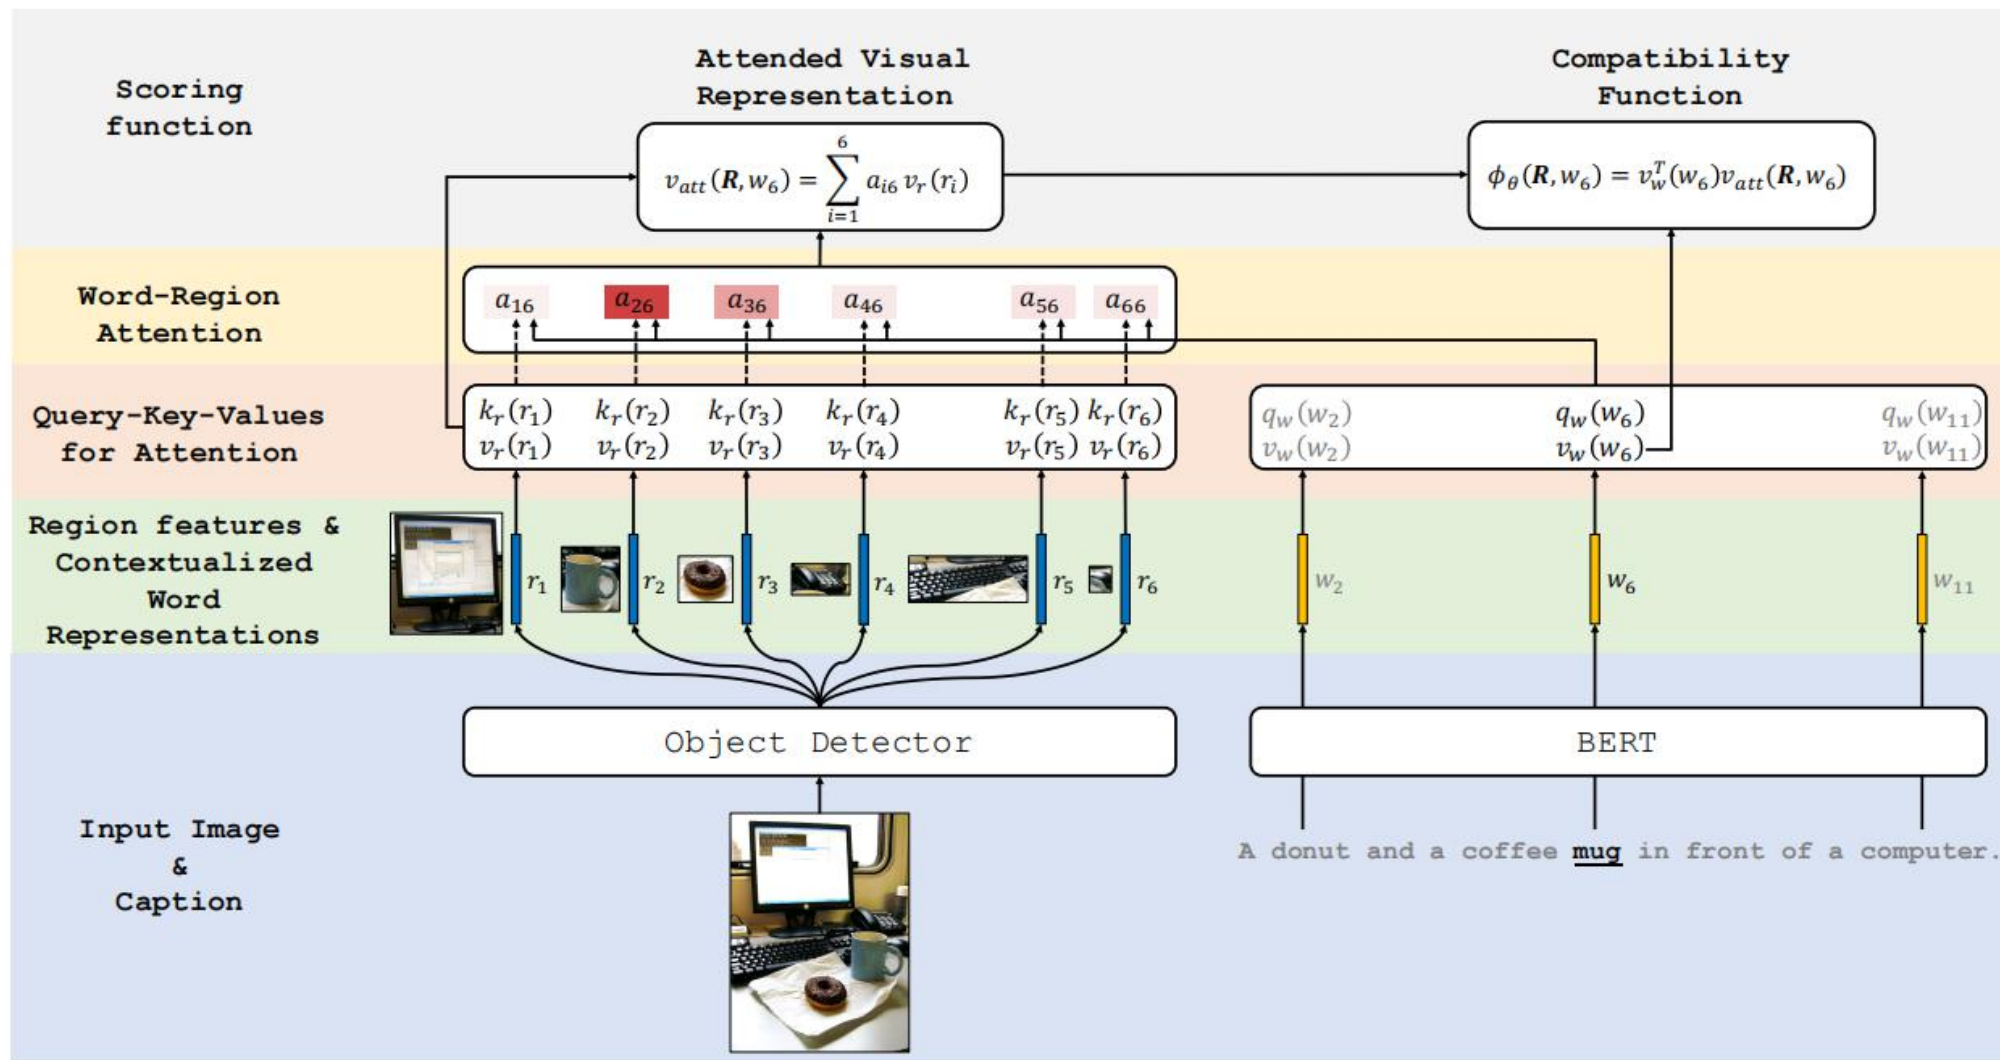 Scoring
function
Attended Visual
Representation
Compatibility
Function
v_att(R, w_6) = \sum_{i=1}^{6} a_{i6} v_r(r_i)
ϕ_θ(R, w_6) = v_w^T(w_6)v_att(R, w_6)
Word-Region
Attention
a_16 a_26 a_36 a_46 a_56 a_66
Query-Key-Values
for Attention
k_r(r_1) k_r(r_2) k_r(r_3) k_r(r_4) k_r(r_5) k_r(r_6)
v_r(r_1) v_r(r_2) v_r(r_3) v_r(r_4) v_r(r_5) v_r(r_6)
q_w(w_2) q_w(w_6) q_w(w_11)
v_w(w_2) v_w(w_6) v_w(w_11)
Region features &
Contextualized
Word
Representations
r_1 r_2 r_3 r_4 r_5 r_6
w_2 w_6 w_11
Object Detector
BERT
Input Image
&
Caption
A donut and a coffee mug in front of a computer.